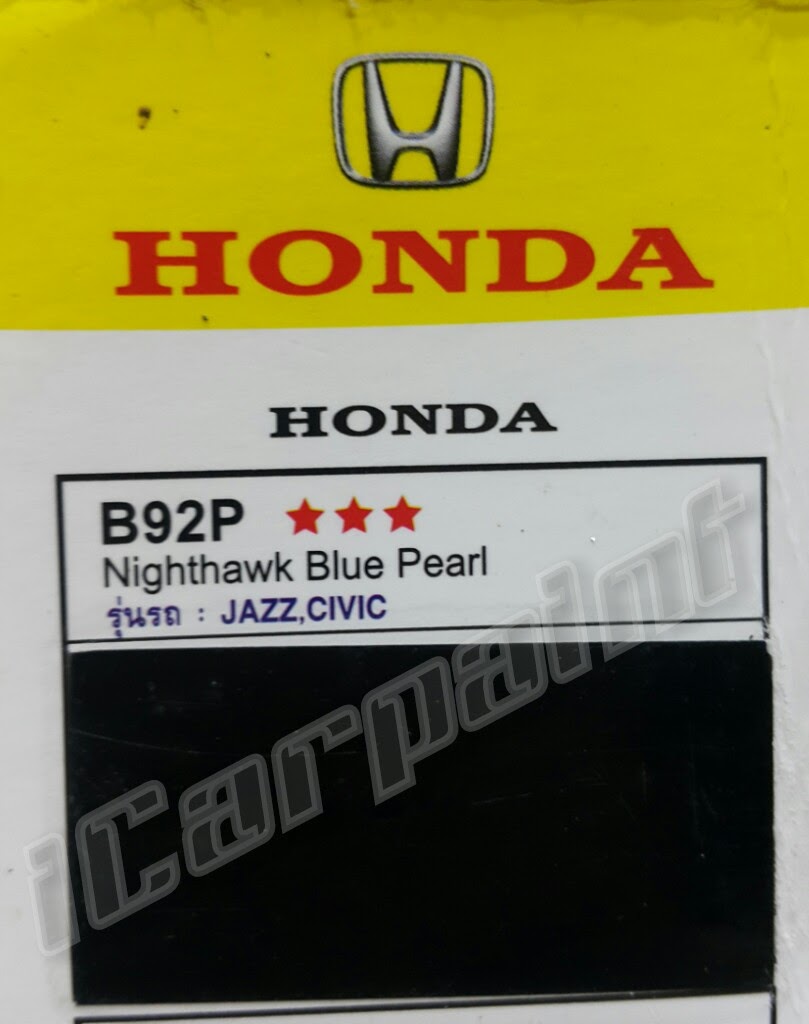 HONDA
HONDA
B92P ★★★
Nighthawk Blue Pearl
รุ่นรถ : JAZZ,CIVIC
iCarpaint